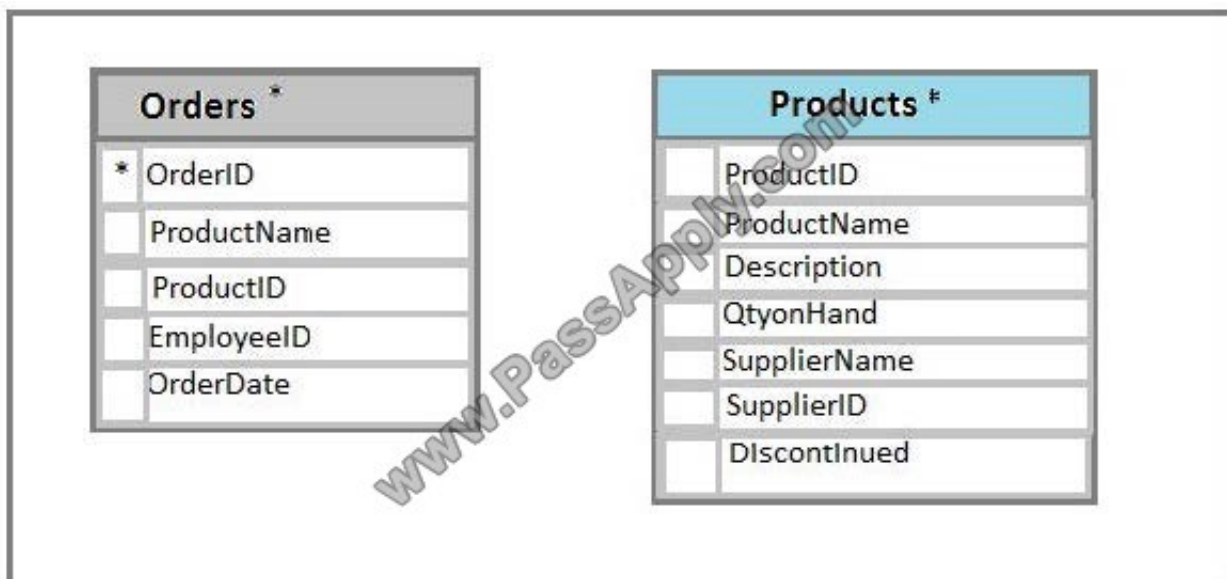 Orders *
* OrderID
ProductName
ProductID
EmployeeID
OrderDate
Products *
ProductID
ProductName
Description
QtyonHand
SupplierName
SupplierID
DIscontInued
www.PassApply.com